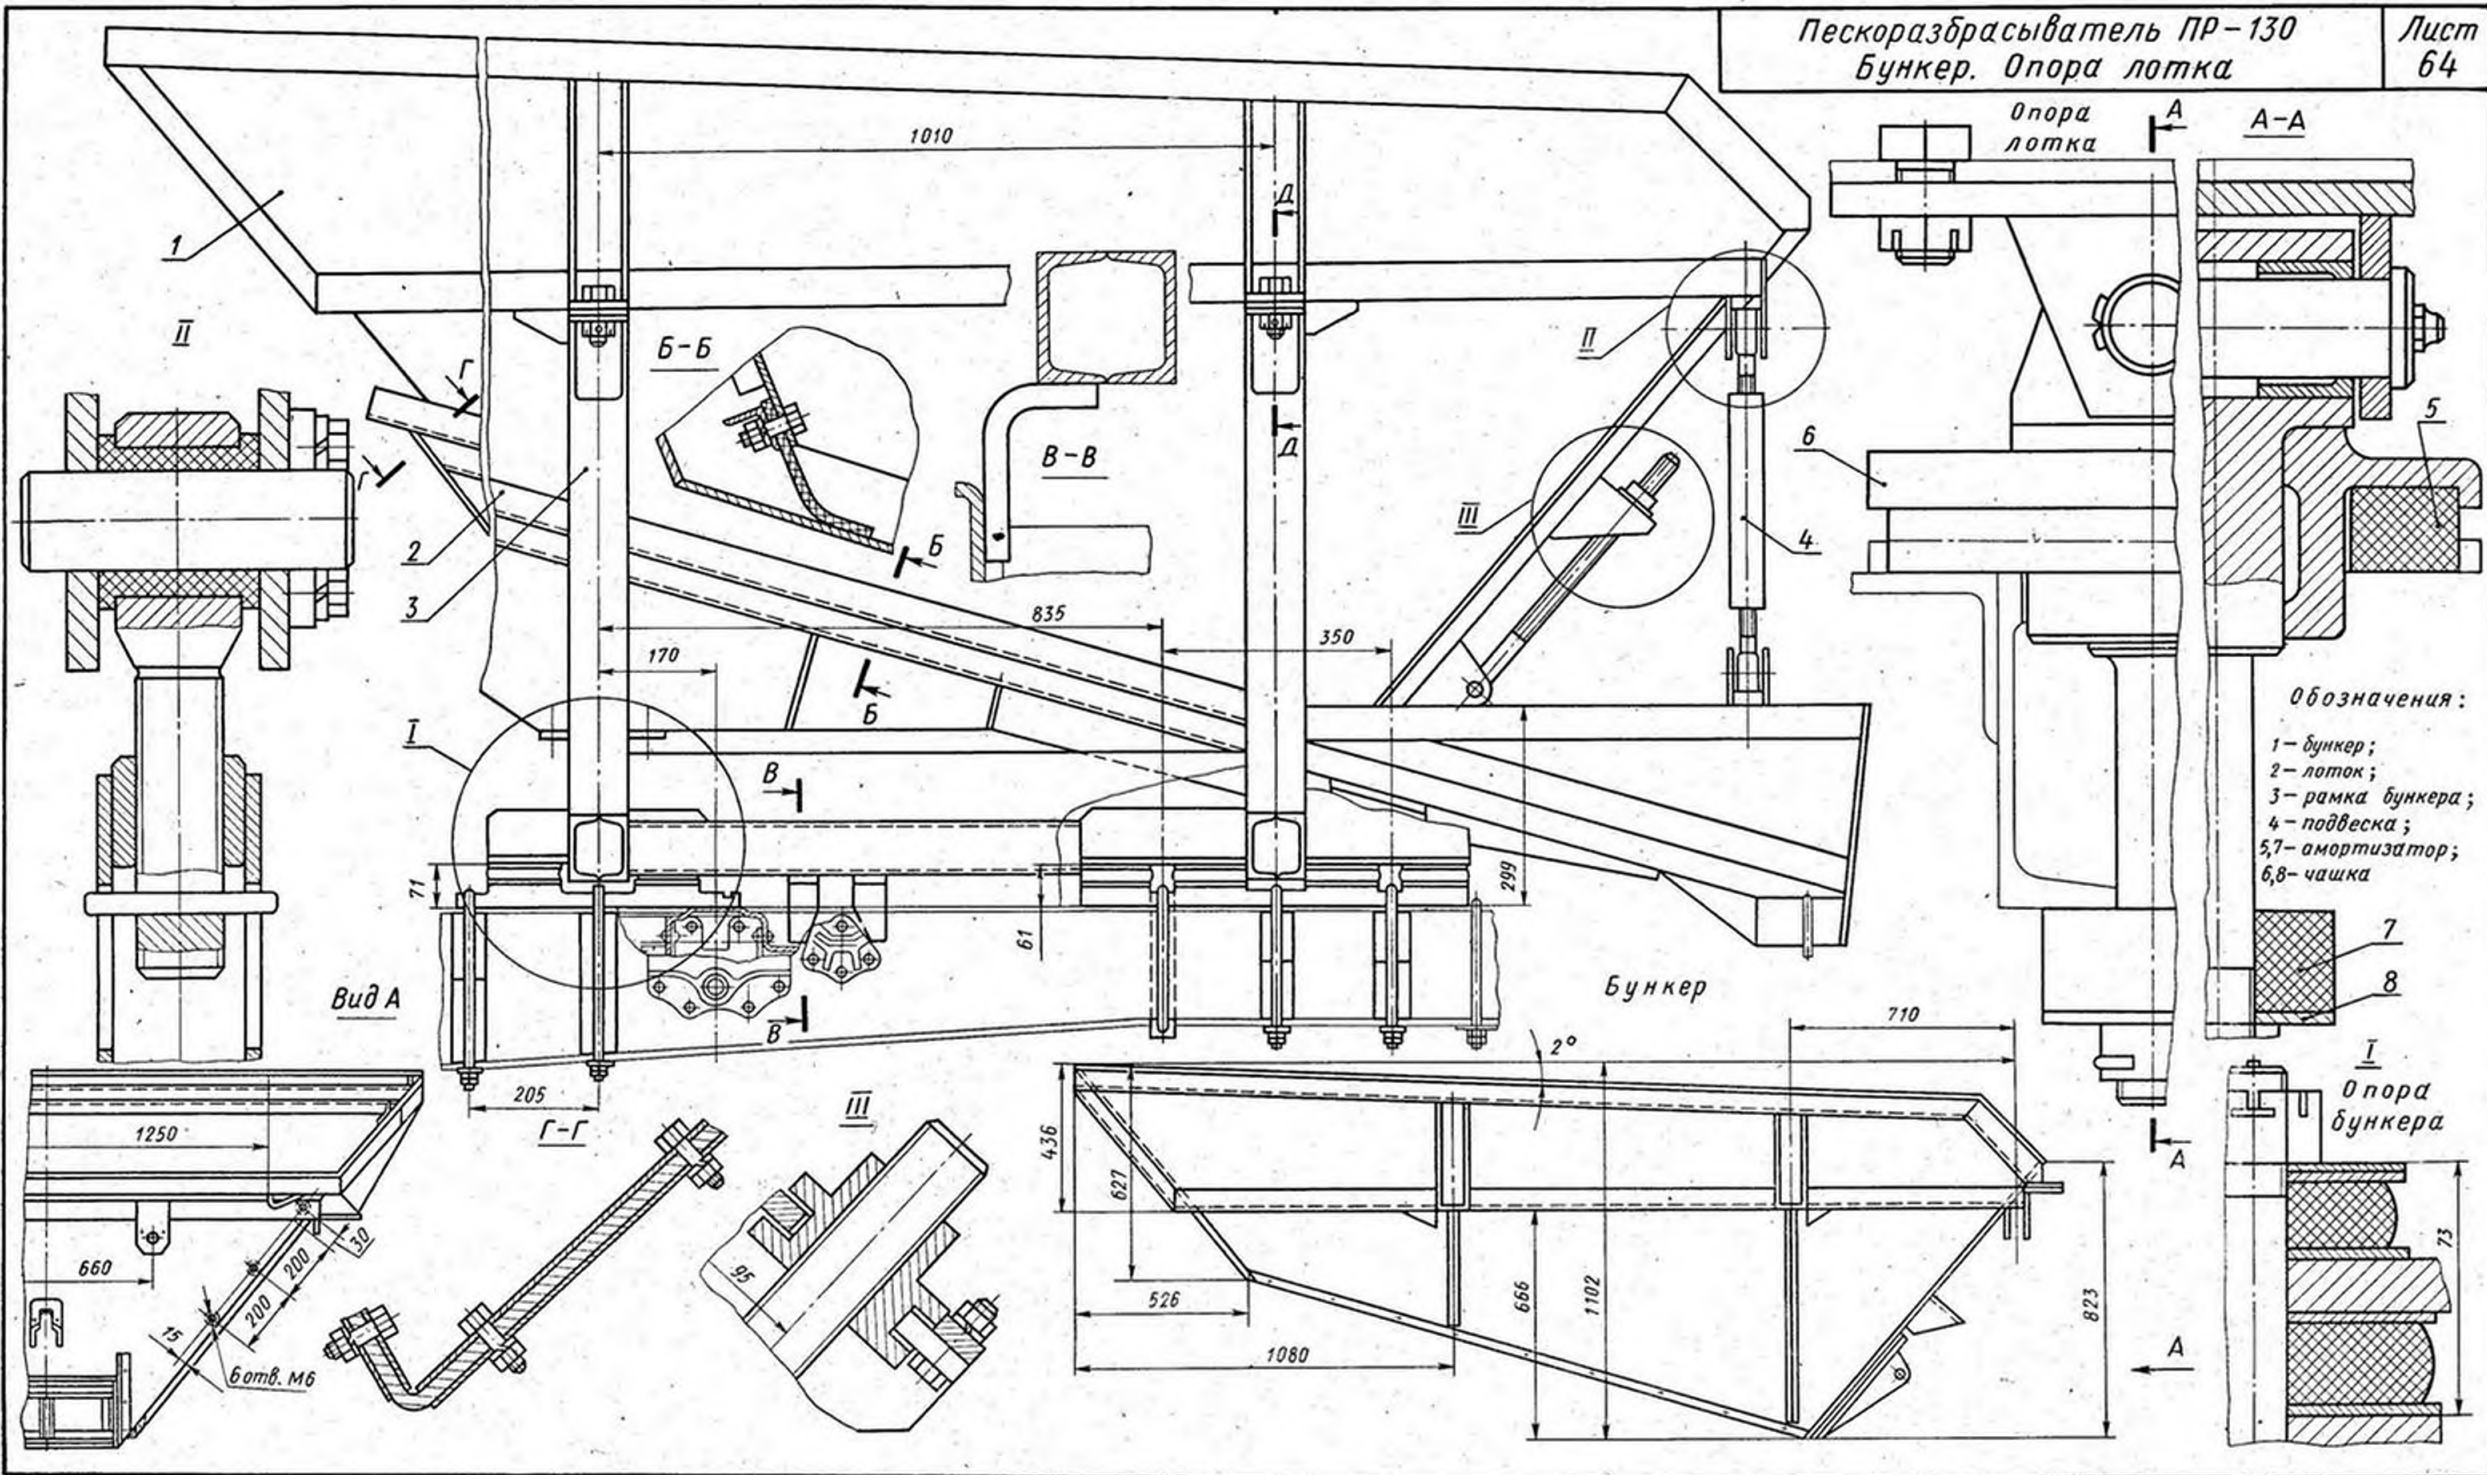 Пескоразбрасыватель ПР-130
Бункер. Опора лотка
Лист
64
Опора
лотка
А
А-А
1010
Д
1
II
Б-Б
Г
II
5
6
В-В
Г
III
2
Б
4
3
835
350
170
Д
Обозначения:
1- бункер;
2- лоток;
3- рамка бункера;
4- подвеска;
5,7- амортизатор;
6,8- чашка
Б
I
В
71
61
299
7
8
Вид А
В
Бункер
710
2°
I
Опора
бункера
205
III
Г-Г
1250
436
627
А
30
660
200
200
15
6 отв. М6
95
526
1080
666
1102
823
73
А